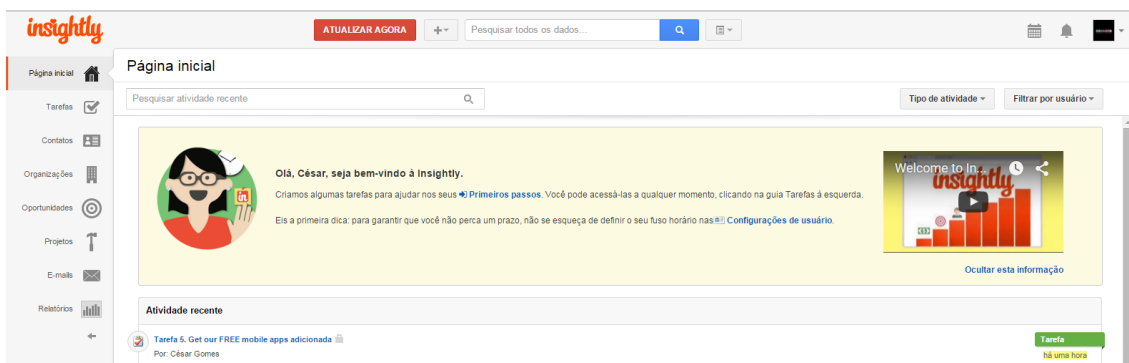 insightly
ATUALIZAR AGORA
Pesquisar todos os dados...
Página inicial
Página inicial
Tarefas
Contatos
Organizações
Oportunidades
Projetos
E-mails
Relatórios
Pesquisar atividade recente
Tipo de atividade
Filtrar por usuário
Olá, César, seja bem-vindo à Insightly.
Criamos algumas tarefas para ajudar nos seus Primeiros passos. Você pode acessá-las a qualquer momento, clicando na guia Tarefas à esquerda.
Eis a primeira dica: para garantir que você não perca um prazo, não se esqueça de definir o seu fuso horário nas Configurações de usuário.
Welcome to In...
insightly
Ocultar esta informação
Atividade recente
Tarefa 5. Get our FREE mobile apps adicionada
Por: César Gomes
Tarefa
há uma hora